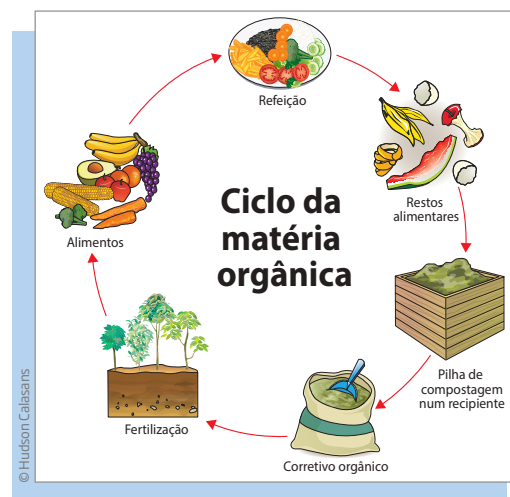 Refeição
Restos
alimentares
Ciclo da
matéria
orgânica
Alimentos
Pilha de
compostagem
num recipiente
Fertilização
Corretivo orgânico
© Hudson Calasans